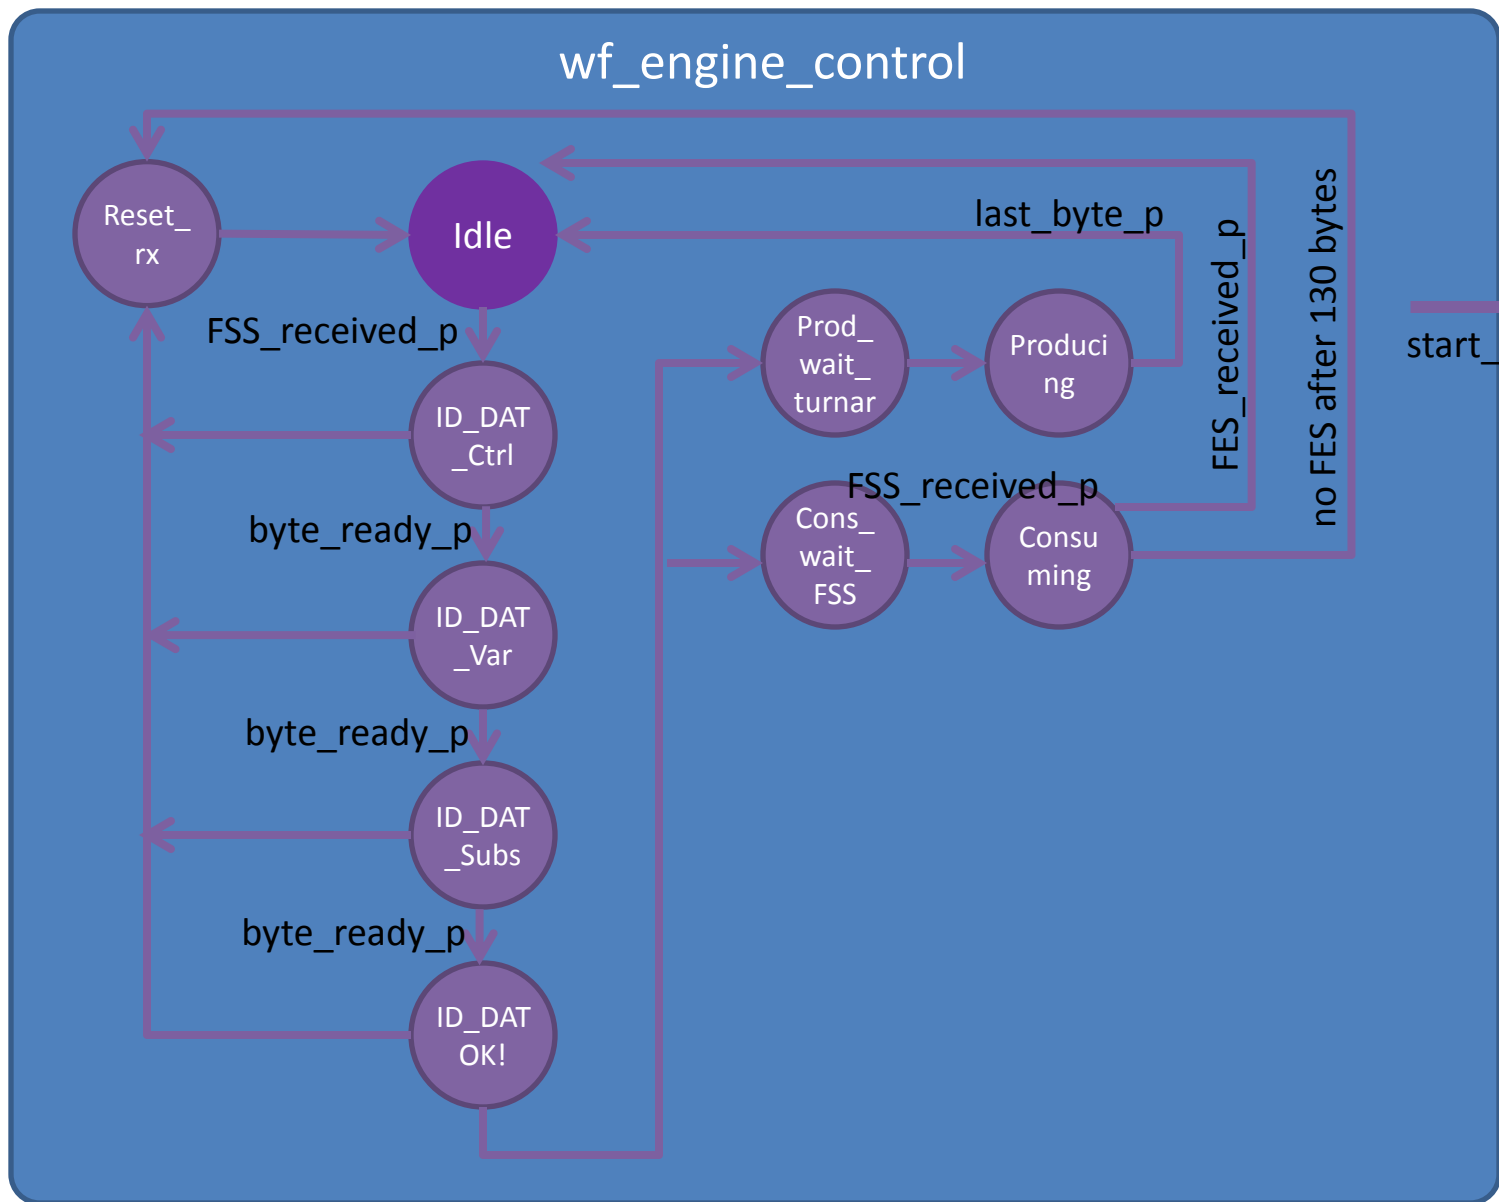 wf_engine_control
Reset_
rx
Idle
last_byte_p
FSS_received_p
FES_received_p
no FES after 130 bytes
start_
Prod_
wait_
turnar
Produci
ng
ID_DAT
_Ctrl
FSS_received_p
Cons_
wait_
FSS
Consu
ming
byte_ready_p
ID_DAT
_Var
byte_ready_p
ID_DAT
_Subs
byte_ready_p
ID_DAT
OK!